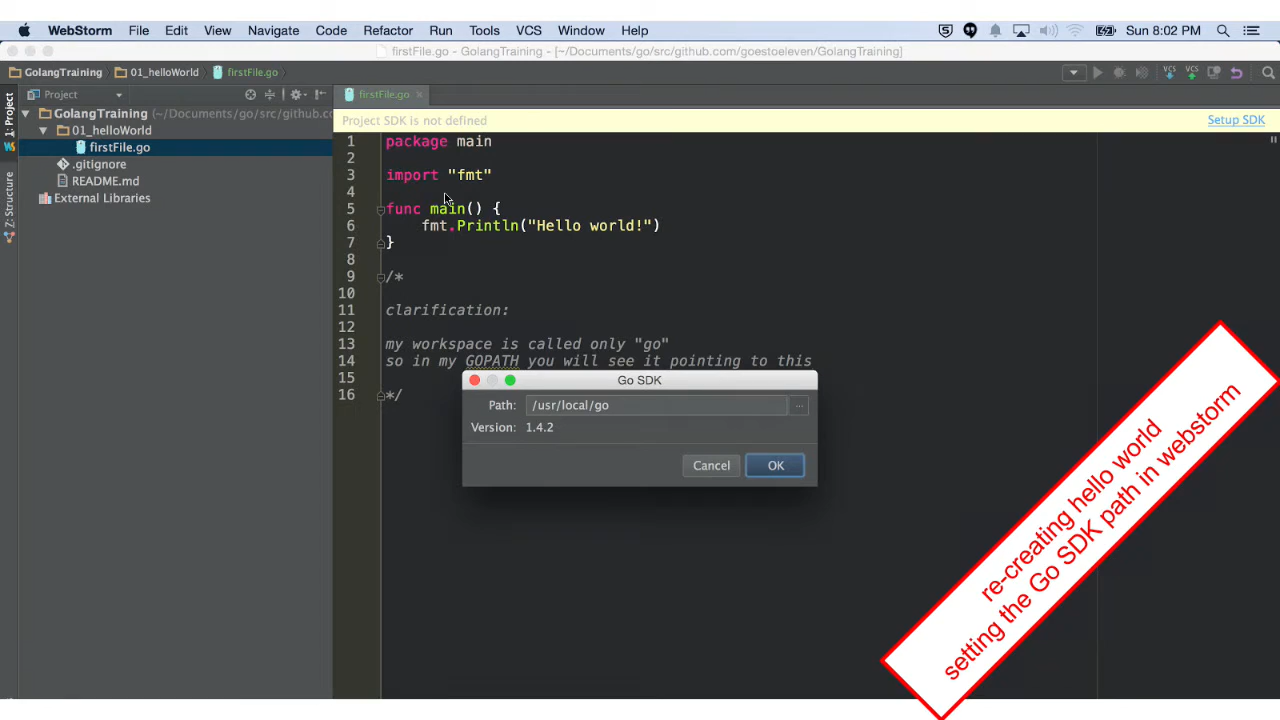 WebStorm File Edit View Navigate Code Refactor Run Tools VCS Window Help Sun 8:02 PM
firstFile.go - GolangTraining - [~/Documents/go/src/github.com/goestoeleven/GolangTraining]
GolangTraining 01_helloWorld firstFile.go
VCS VCS
1: Project
Z: Structure
Project
firstFile.go
GolangTraining (~/Documents/go/src/github.co
01_helloWorld
firstFile.go
.gitignore
README.md
External Libraries
Project SDK is not defined Setup SDK
1 package main
2
3 import "fmt"
4
5 func main() {
6 fmt.Println("Hello world!")
7 }
8
9 /*
10
11 clarification:
12
13 my workspace is called only "go"
14 so in my GOPATH you will see it pointing to this
15
16 */
Go SDK
Path: /usr/local/go ...
Version: 1.4.2
Cancel OK
re-creating hello world
setting the Go SDK path in webstorm